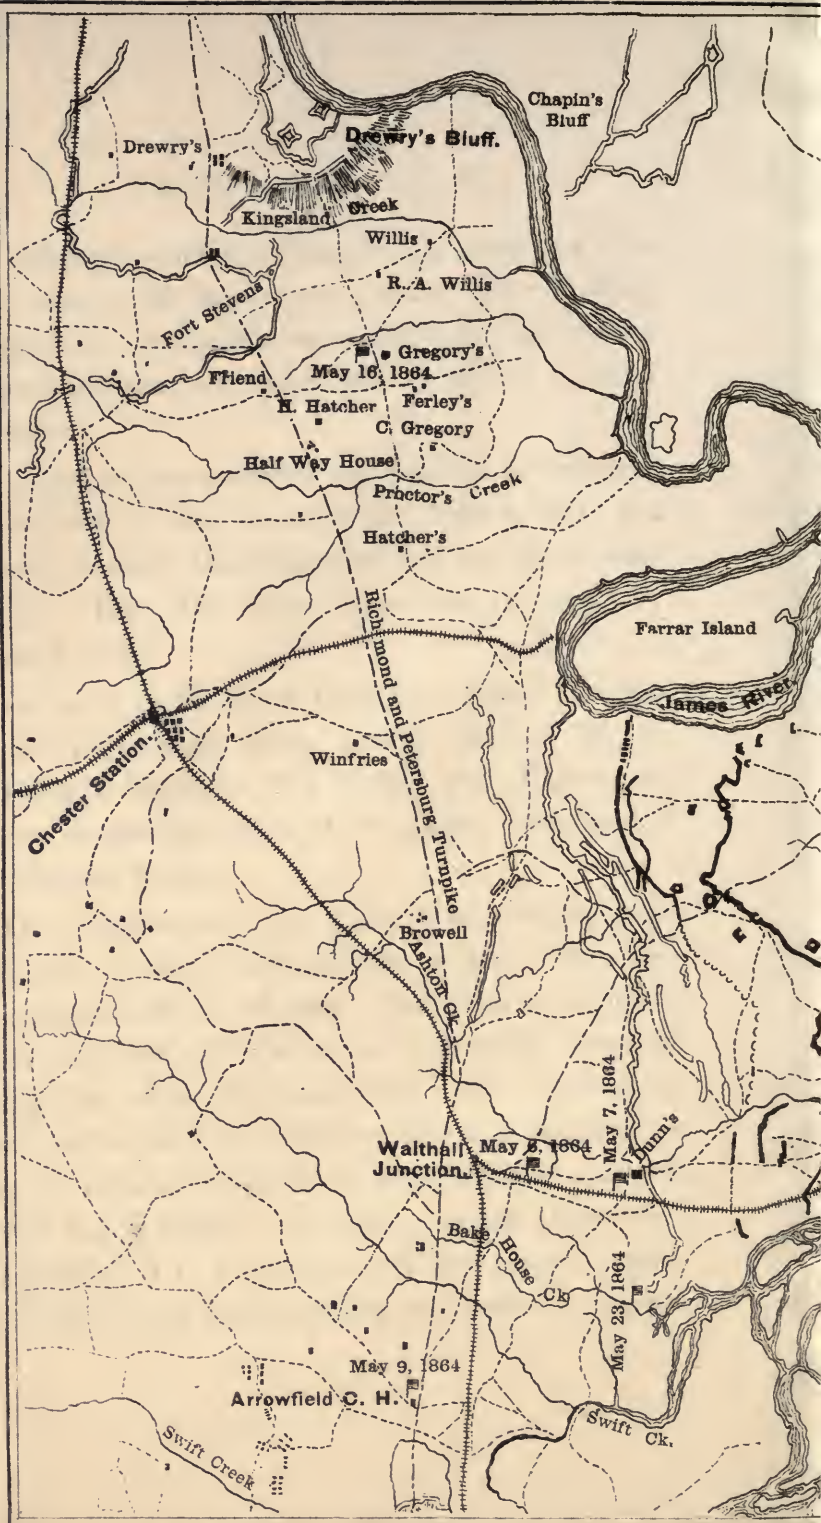 Chapin's
Bluff
Drewry's
Drewry's Bluff.
Kingsland Creek
Willis
R. A. Willis
Fort Stevens
Gregory's
May 16, 1864
Friend
Ferley's
H. Hatcher
C. Gregory
Half Way House
Proctor's Creek
Hatcher's
Farrar Island
James River
Richmond and Petersburg Turnpike
Winfries
Chester Station.
Browell
Ashton Ck.
May 7, 1864
Dunn's
Walthall
Junction.
May 6, 1864
Bake House Ck
May 23, 1864
May 9, 1864
Arrowfield C. H.
Swift Ck.
Swift Creek